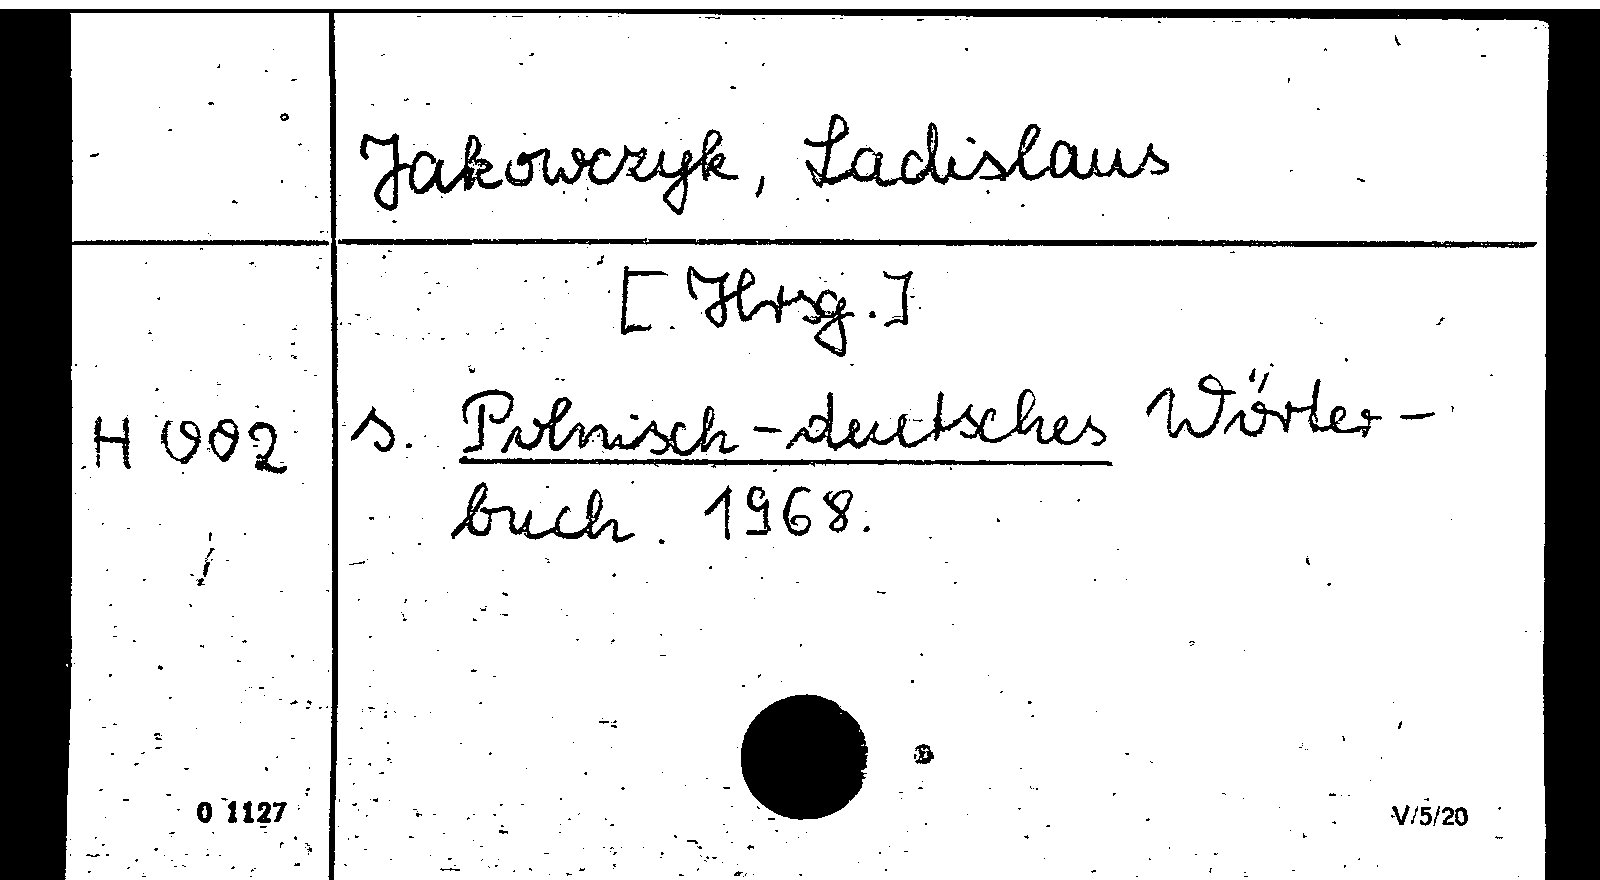 Jakowczyk, Ladislaus
[Hrsg.]
H 002 s. Polnisch-deutsches Wörter-
buch. 1968.
0 1127
V/5/20